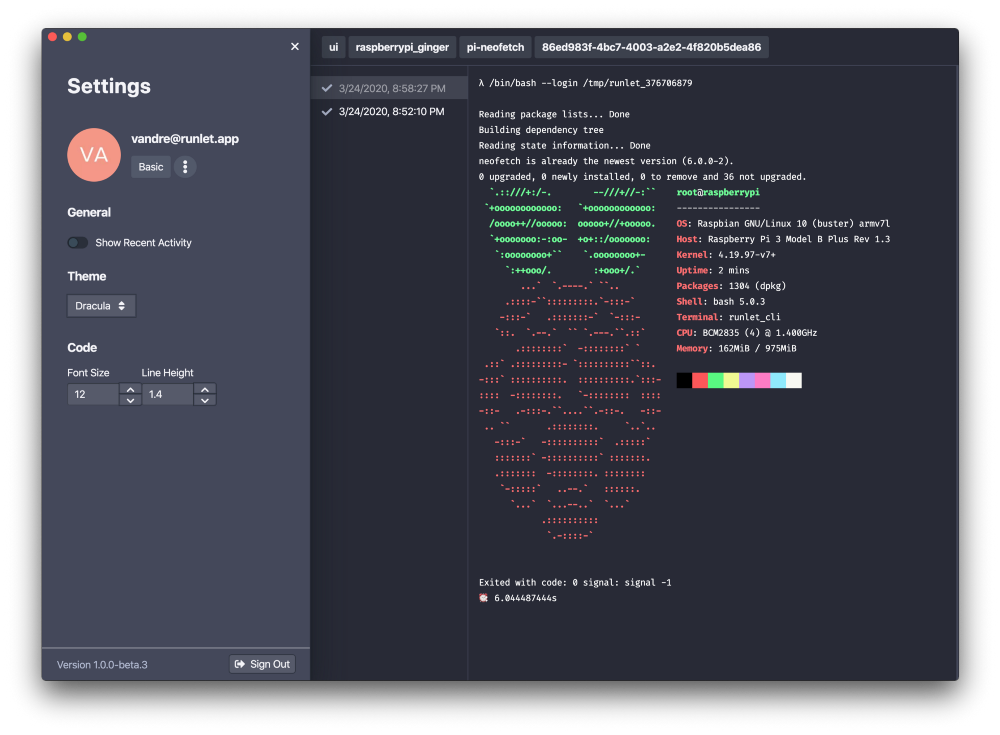 Settings
VA
vandre@runlet.app
Basic
General
Show Recent Activity
Theme
Dracula
Code
Font Size Line Height
12 1.4
Version 1.0.0-beta.3
Sign Out
ui raspberrypi_ginger pi-neofetch 86ed983f-4bc7-4003-a2e2-4f820b5dea86
3/24/2020, 8:58:27 PM
3/24/2020, 8:52:10 PM
λ /bin/bash --login /tmp/runlet_376706879
Reading package lists... Done
Building dependency tree
Reading state information... Done
neofetch is already the newest version (6.0.0-2).
0 upgraded, 0 newly installed, 0 to remove and 36 not upgraded.
root@raspberrypi
----------------
OS: Raspbian GNU/Linux 10 (buster) armv7l
Host: Raspberry Pi 3 Model B Plus Rev 1.3
Kernel: 4.19.97-v7+
Uptime: 2 mins
Packages: 1304 (dpkg)
Shell: bash 5.0.3
Terminal: runlet_cli
CPU: BCM2835 (4) @ 1.400GHz
Memory: 162MiB / 975MiB
Exited with code: 0 signal: signal -1
6.044487444s